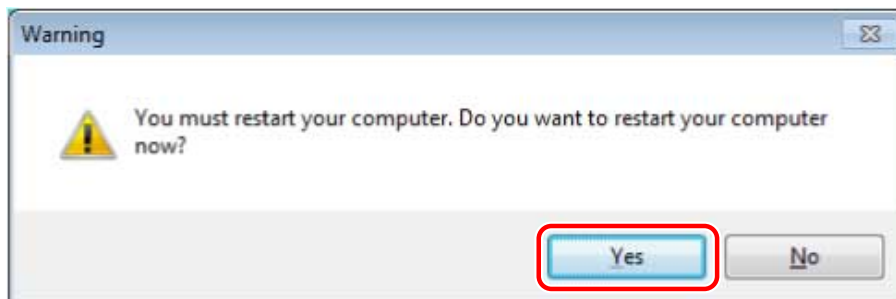 Warning
You must restart your computer. Do you want to restart your computer
now?
Yes
No